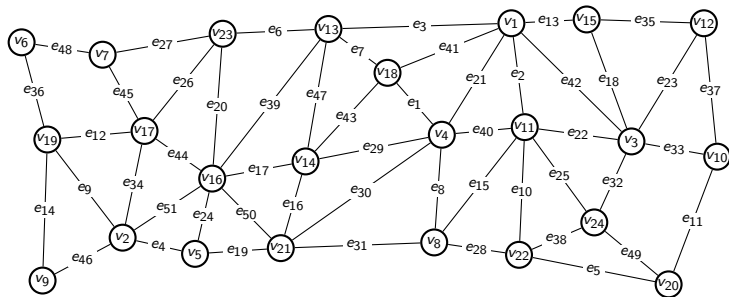 v15
v1 e13 e35 v12
v13 e3
v23 e6
v6 e48 e27
v7 e7 e41
v18 e21 e2 e42 e18 e23
e36 e45 e26 e20 e39 e47 e43 e1 e37
v19 e12 v17 v4 e40 v11 e22 v3 e33 v10
e44 v14 e29
e9 e34 v16 e17 e30 e8 e15 e10 e25 e32 e11
e14 e51 e24 e50 e16
v2 e4 e19 v21 e31 v8 e28 v22 e38 v24 e49
e46 v5 e5
v9 v20